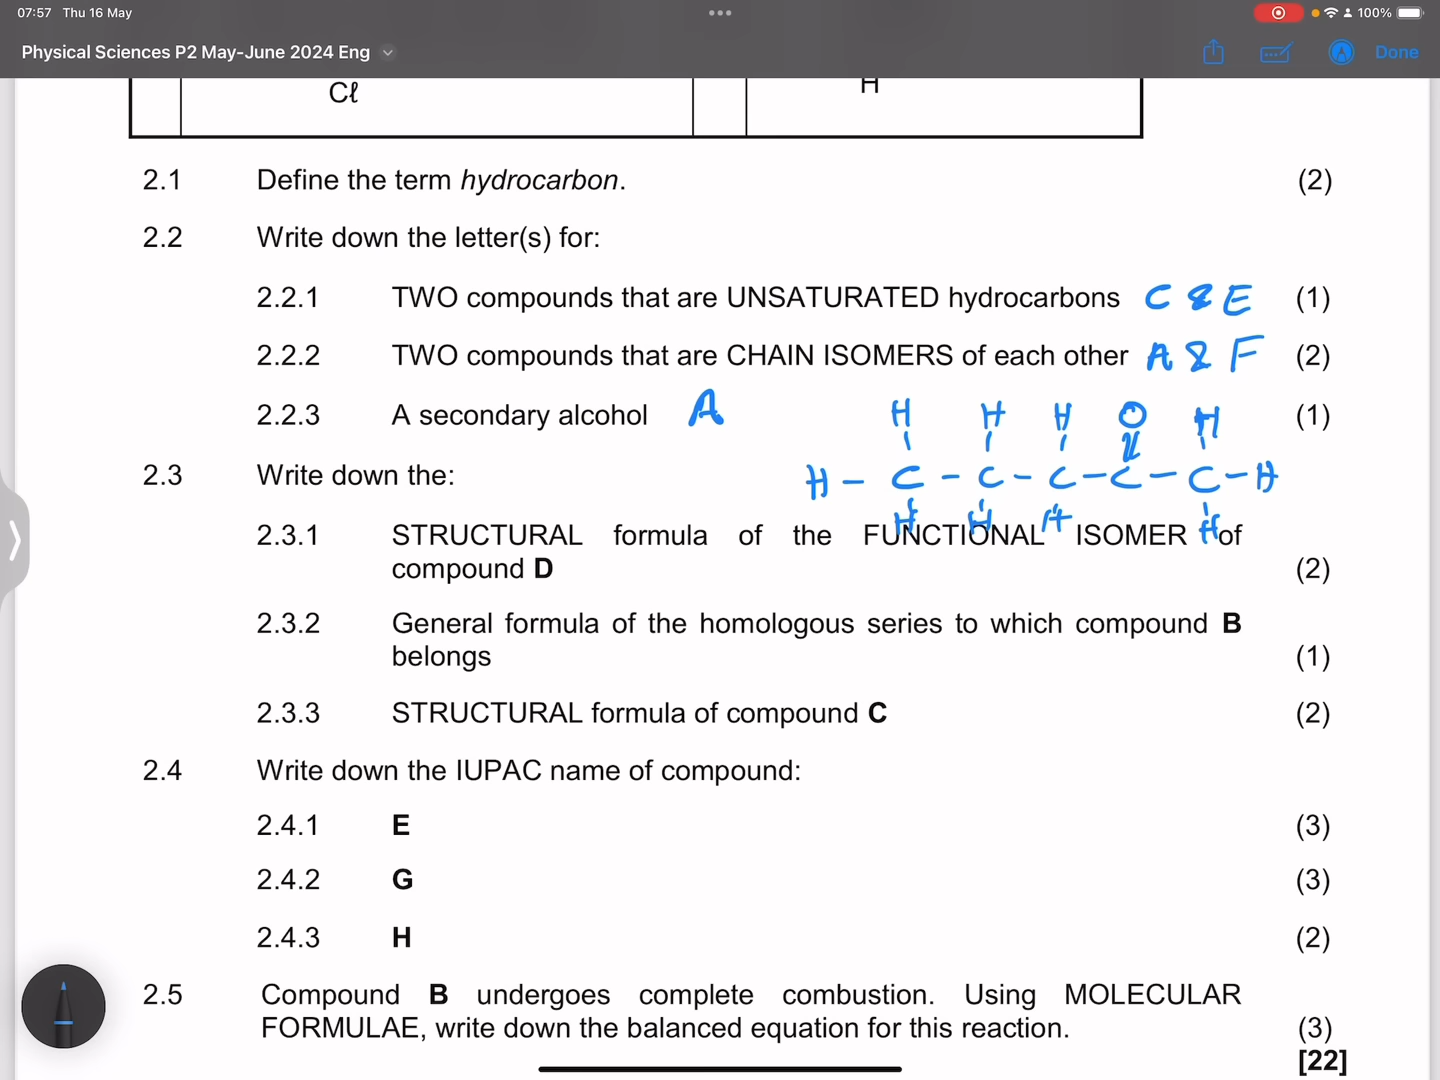 07:57 Thu 16 May
100%
Physical Sciences P2 May-June 2024 Eng
Done
Cℓ
H
2.1 Define the term hydrocarbon. (2)
2.2 Write down the letter(s) for:
2.2.1 TWO compounds that are UNSATURATED hydrocarbons C & E (1)
2.2.2 TWO compounds that are CHAIN ISOMERS of each other A & F (2)
2.2.3 A secondary alcohol A (1)
H H H O H
2.3 Write down the:
H – C – C – C – C – C – H
H H H H
2.3.1 STRUCTURAL formula of the FUNCTIONAL ISOMER of
compound D (2)
2.3.2 General formula of the homologous series to which compound B
belongs (1)
2.3.3 STRUCTURAL formula of compound C (2)
2.4 Write down the IUPAC name of compound:
2.4.1 E (3)
2.4.2 G (3)
2.4.3 H (2)
2.5 Compound B undergoes complete combustion. Using MOLECULAR
FORMULAE, write down the balanced equation for this reaction. (3)
[22]